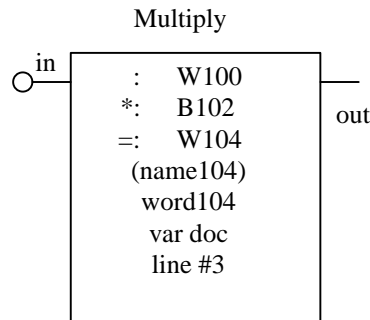 Multiply
in
: W100
*: B102
out
=: W104
(name104)
word104
var doc
line #3